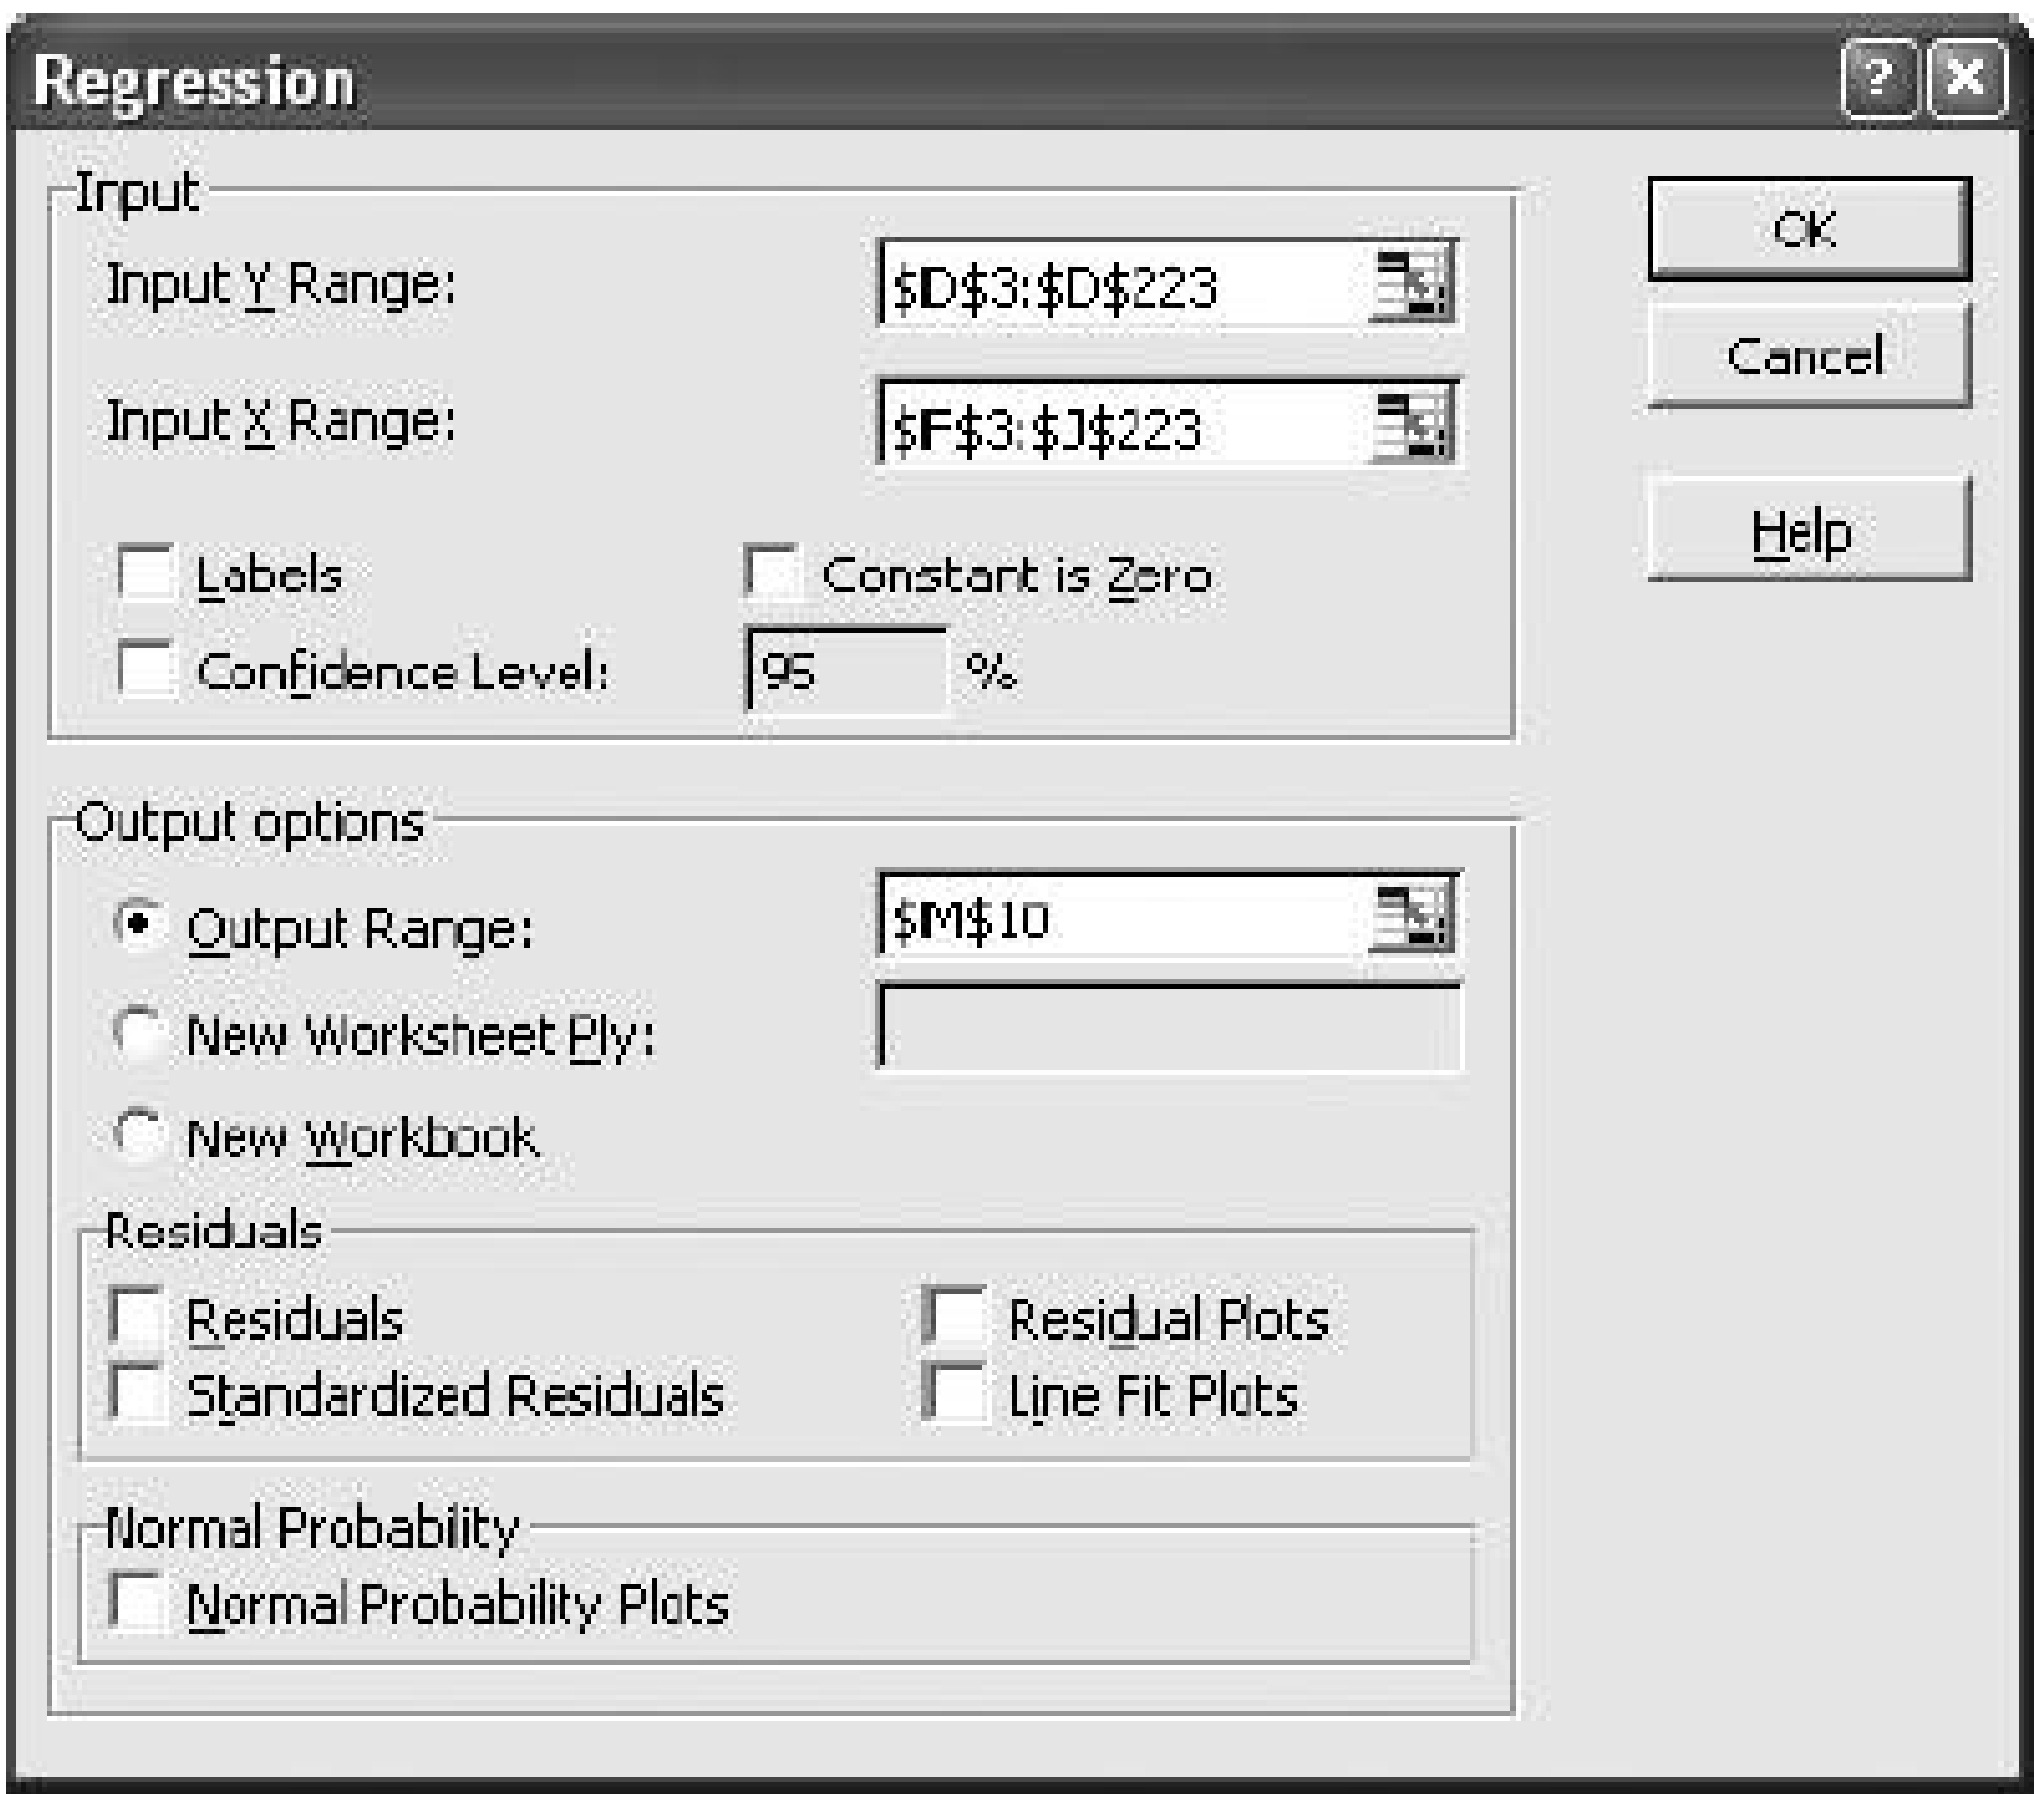 Regression
Input
Input Y Range: $D$3:$D$223
Input X Range: $F$3:$J$223
Labels Constant is Zero
Confidence Level: 95 %
OK
Cancel
Help
Output options
Output Range: $M$10
New Worksheet Ply:
New Workbook
Residuals
Residuals Residual Plots
Standardized Residuals Line Fit Plots
Normal Probability
Normal Probability Plots